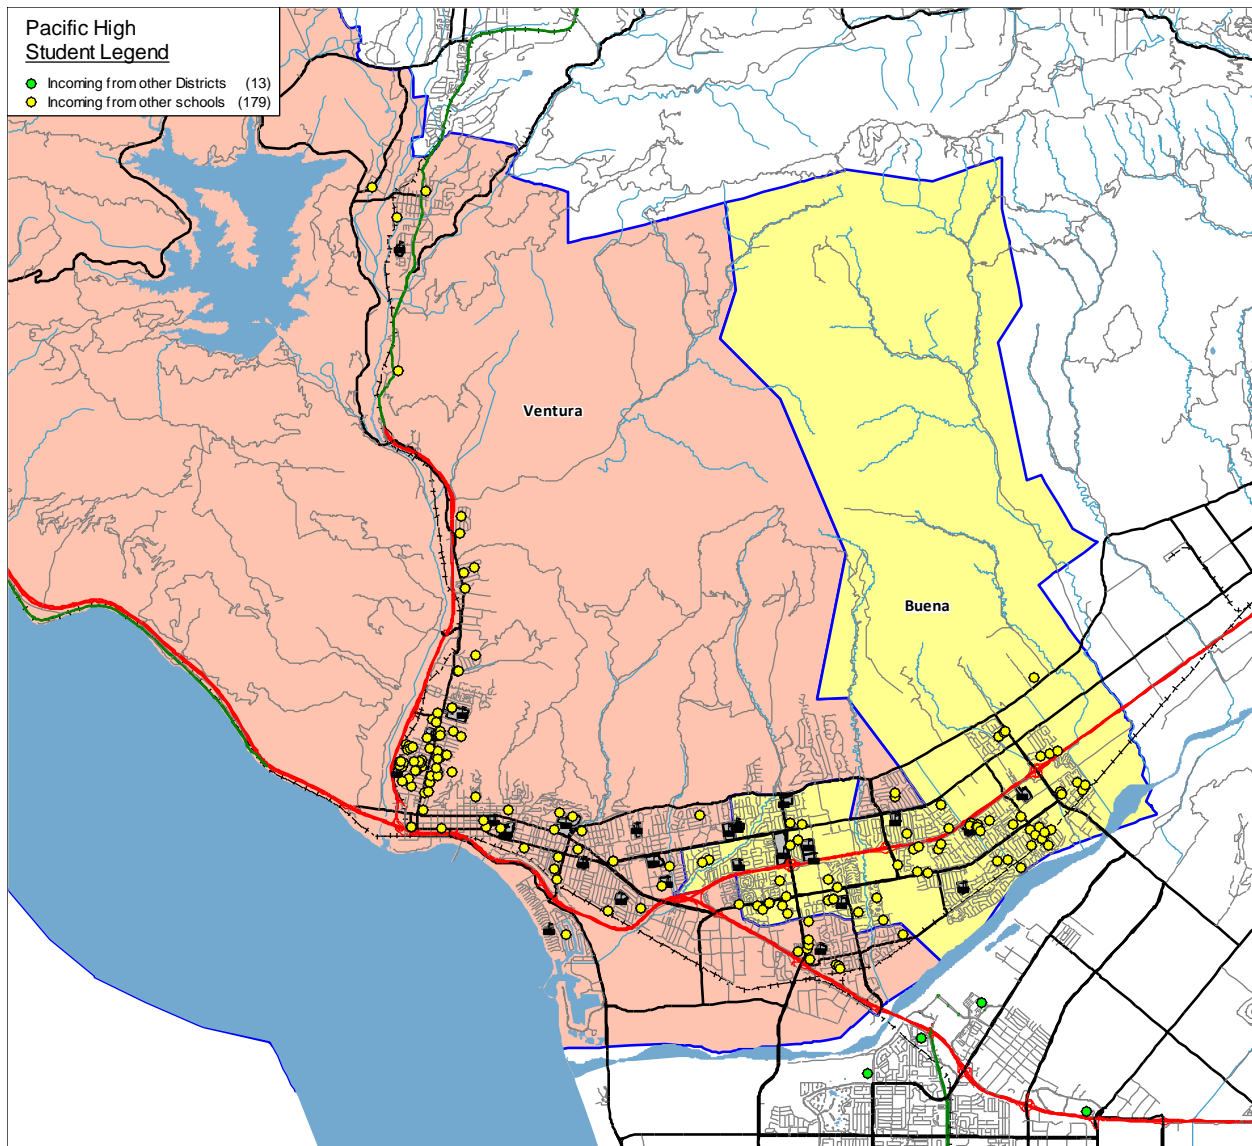 Pacific High
Student Legend
Incoming from other Districts (13)
Incoming from other schools (179)
Ventura
Buena